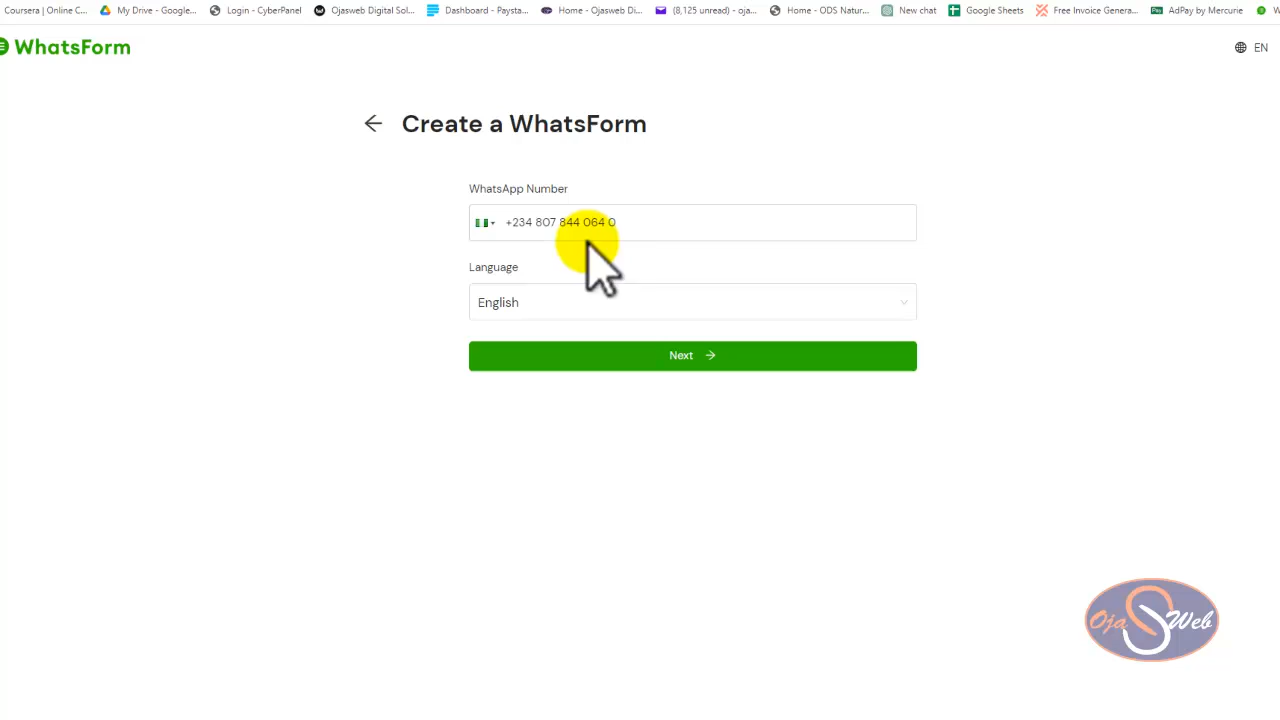 Coursera | Online C... My Drive - Google... Login - CyberPanel Ojasweb Digital Sol... Dashboard - Paysta... Home - Ojasweb Di... (8,125 unread) - oja... Home - ODS Natur... New chat Google Sheets Free Invoice Genera... AdPay by Mercurie
WhatsForm
EN
Create a WhatsForm
WhatsApp Number
+234 807 844 064 0
Language
English
Next
Oja Web